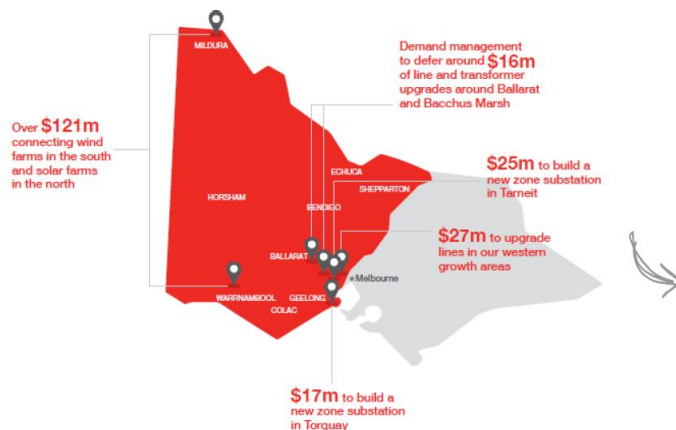 MILDURA
Demand management
to defer around $16m
of line and transformer
upgrades around Ballarat
and Bacchus Marsh
Over $121m
connecting wind
farms in the south
and solar farms
in the north
ECHUCA
SHEPPARTON
$25m to build a
new zone substation
in Tarneit
HORSHAM
BENDIGO
$27m to upgrade
lines in our western
growth areas
BALLARAT
★Melbourne
WARRNAMBOOL
GEELONG
COLAC
$17m to build a
new zone substation
in Torquay